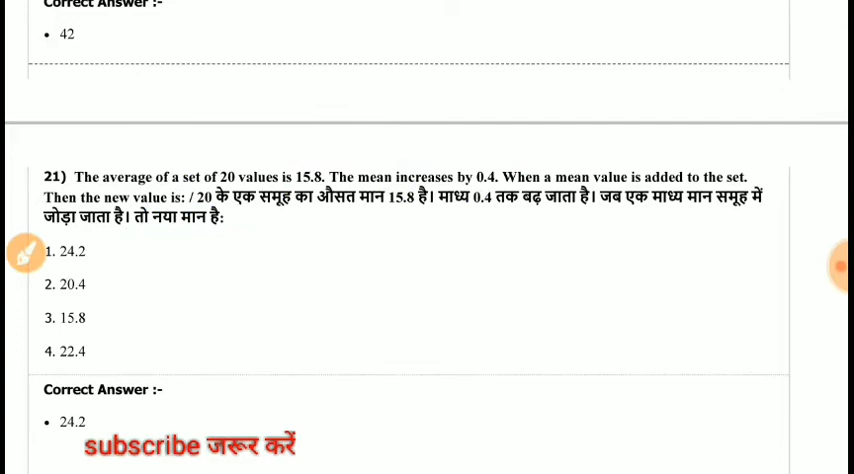 Correct Answer :-
• 42
21) The average of a set of 20 values is 15.8. The mean increases by 0.4. When a mean value is added to the set.
Then the new value is: / 20 के एक समूह का औसत मान 15.8 है। माध्य 0.4 तक बढ़ जाता है। जब एक माध्य मान समूह में
जोड़ा जाता है। तो नया मान है:
1. 24.2
2. 20.4
3. 15.8
4. 22.4
Correct Answer :-
• 24.2
subscribe जरूर करें